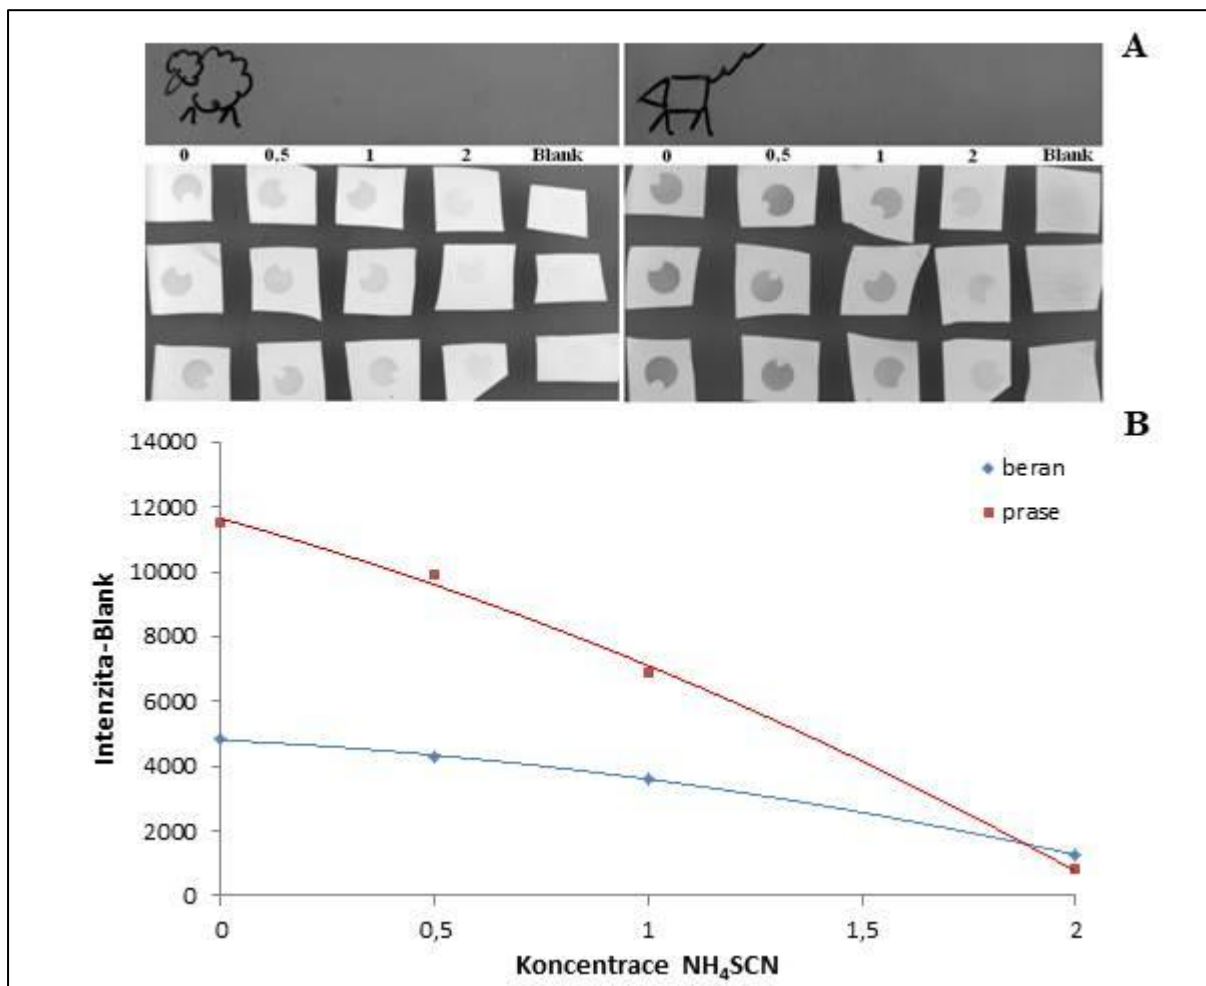 A
0 0.5 1 2 Blank 0 0.5 1 2 Blank
B
14000
12000
10000
8000
6000
4000
2000
0
0 0,5 1 1,5 2
Intenzita-Blank
Koncentrace NH₄SCN
beran
prase